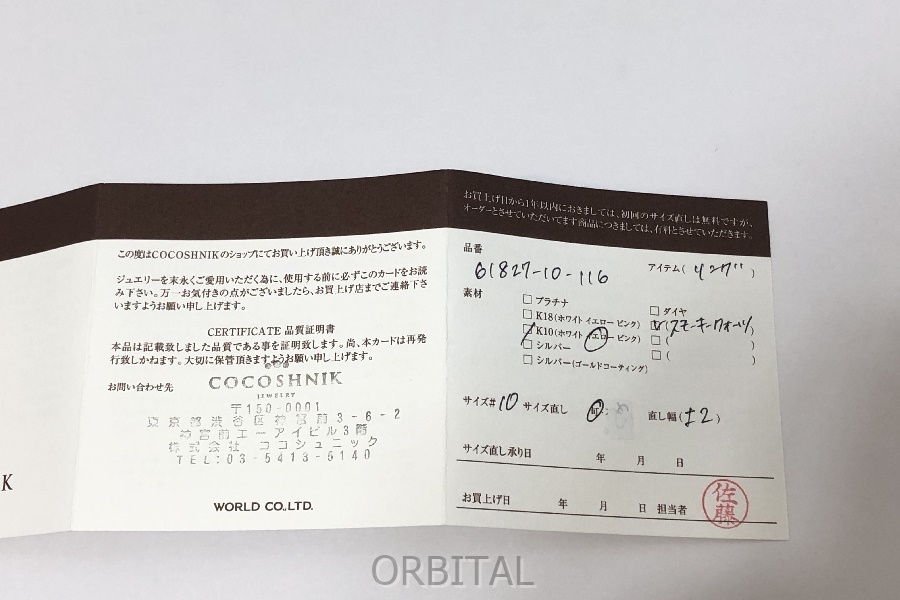 この度はCOCOSHNIKのショップにてお買い上げ頂き誠にありがとうございます。
ジュエリーを末永くご愛用いただく為に、使用する前に必ずこのカードをお読
み下さい。万一お気付きの点がございましたら、お買上げ店までご連絡下さ
いますようお願い申し上げます。
CERTIFICATE 品質証明書
本品は記載致しました品質である事を証明致します。尚、本カードは再発
行致しかねます。大切に保管頂きますようお願い申し上げます。
お問い合わせ先
COCOSHNIK
JEWELRY
〒150-0001
東京都渋谷区神宮前3-6-2
神宮前エーアイビル3階
株式会社 ココシュニック
TEL:03-5413-5140
WORLD CO.,LTD.
K
お買上げ日から1年以内におきましては、初回のサイズ直しは無料ですが、
オーダーとさせていただいてます商品につきましては、有料とさせていただきます。
品番
61827-10-116
アイテム(リング)
素材
□プラチナ
□K18(ホワイト イエロー ピンク)
□K10(ホワイト イエロー ピンク)
□シルバー
□シルバー(ゴールドコーティング)
□ダイヤ
(スモーキークォーツ)
□( )
□( )
サイズ#10 サイズ直し 可 直し幅(±2)
サイズ直し承り日 年 月 日
お買上げ日 年 月 日 担当者 佐藤
ORBITAL